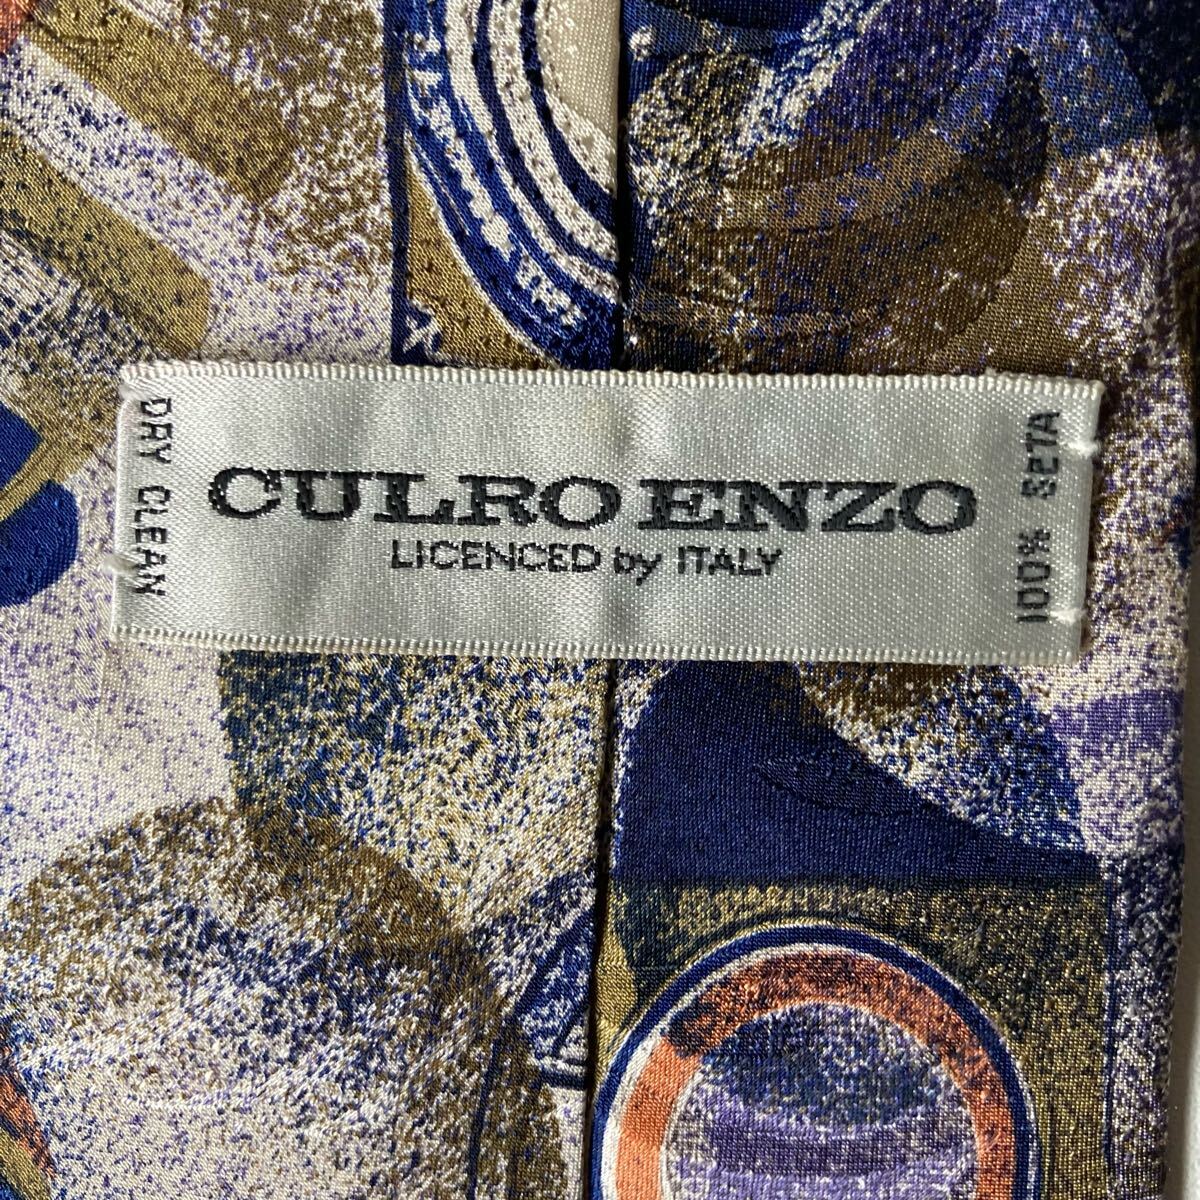 CULRO ENZO
LICENCED by ITALY
DRY CLEAN
100% SETA